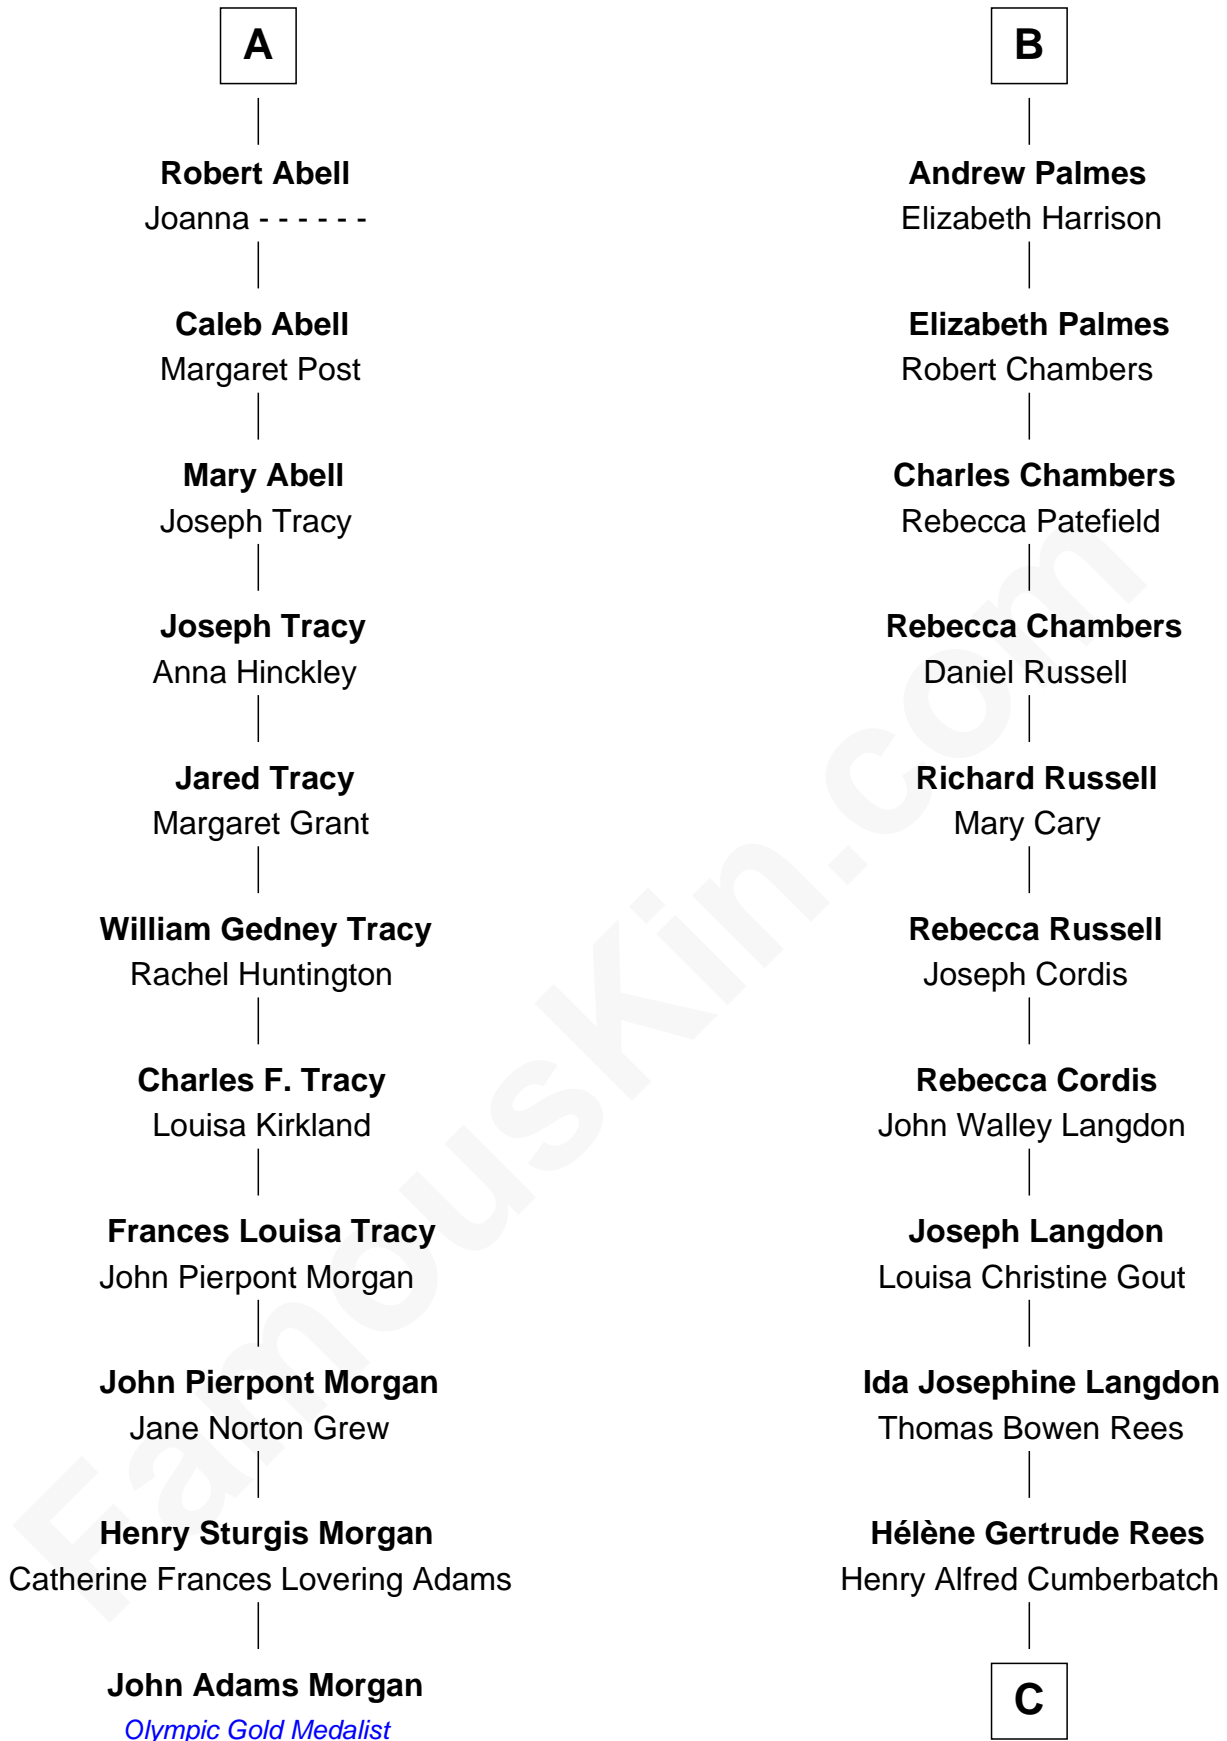 A
Robert Abell
Joanna - - - - - -
Caleb Abell
Margaret Post
Mary Abell
Joseph Tracy
Joseph Tracy
Anna Hinckley
Jared Tracy
Margaret Grant
William Gedney Tracy
Rachel Huntington
Charles F. Tracy
Louisa Kirkland
Frances Louisa Tracy
John Pierpont Morgan
John Pierpont Morgan
Jane Norton Grew
Henry Sturgis Morgan
Catherine Frances Lovering Adams
John Adams Morgan
Olympic Gold Medalist
B
Andrew Palmes
Elizabeth Harrison
Elizabeth Palmes
Robert Chambers
Charles Chambers
Rebecca Patefield
Rebecca Chambers
Daniel Russell
Richard Russell
Mary Cary
Rebecca Russell
Joseph Cordis
Rebecca Cordis
John Walley Langdon
Joseph Langdon
Louisa Christine Gout
Ida Josephine Langdon
Thomas Bowen Rees
Hélène Gertrude Rees
Henry Alfred Cumberbatch
C
FamousKin.com